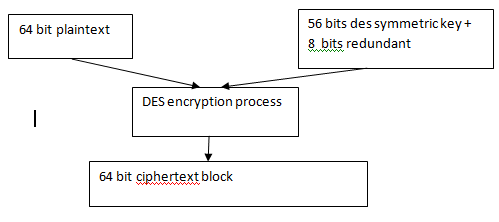 64 bit plaintext
56 bits des symmetric key +
8 bits redundant
DES encryption process
64 bit ciphertext block